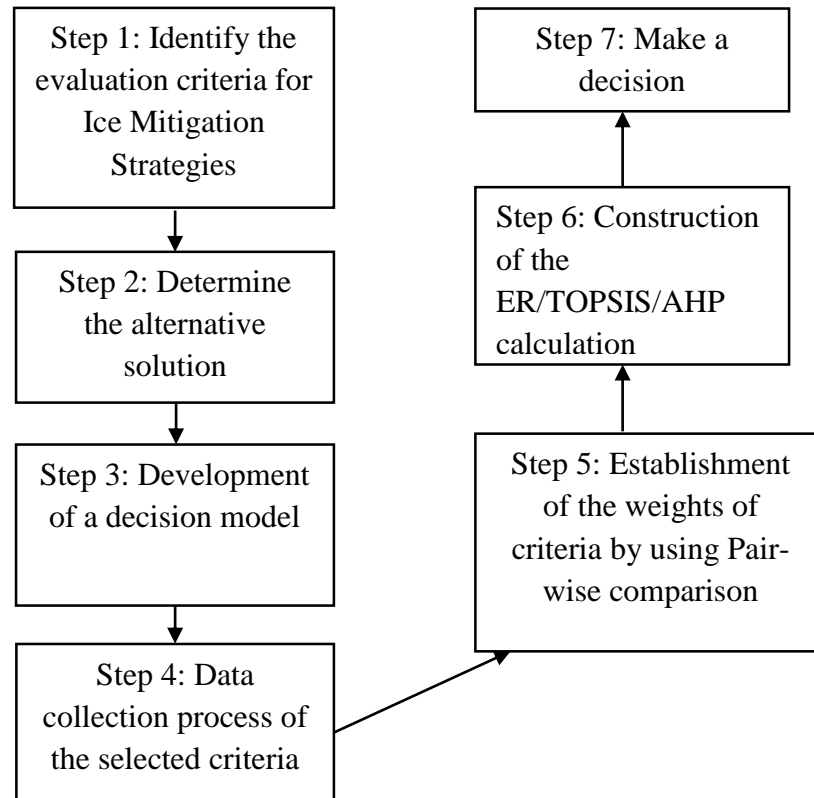 Step 1: Identify the
evaluation criteria for
Ice Mitigation
Strategies
Step 2: Determine
the alternative
solution
Step 3: Development
of a decision model
Step 4: Data
collection process of
the selected criteria
Step 5: Establishment
of the weights of
criteria by using Pair-
wise comparison
Step 6: Construction
of the
ER/TOPSIS/AHP
calculation
Step 7: Make a
decision